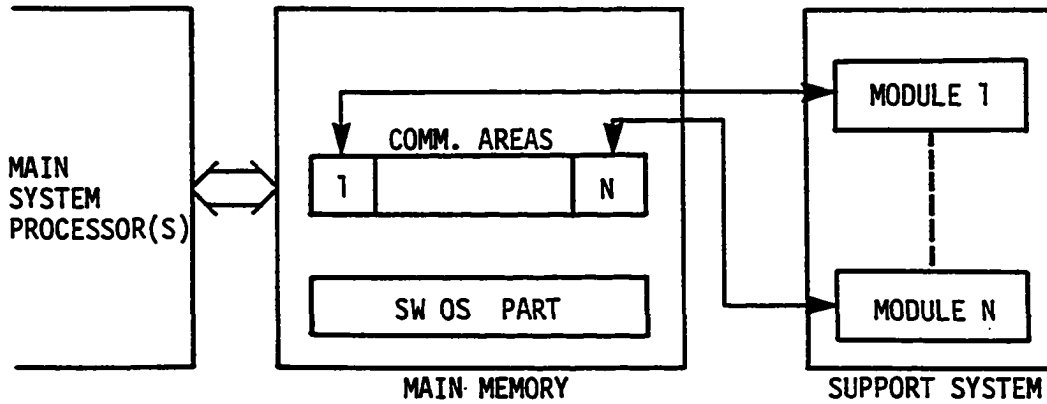 MODULE 1
COMM. AREAS
MAIN
SYSTEM
PROCESSOR(S)
1
N
SW OS PART
MODULE N
MAIN MEMORY
SUPPORT SYSTEM